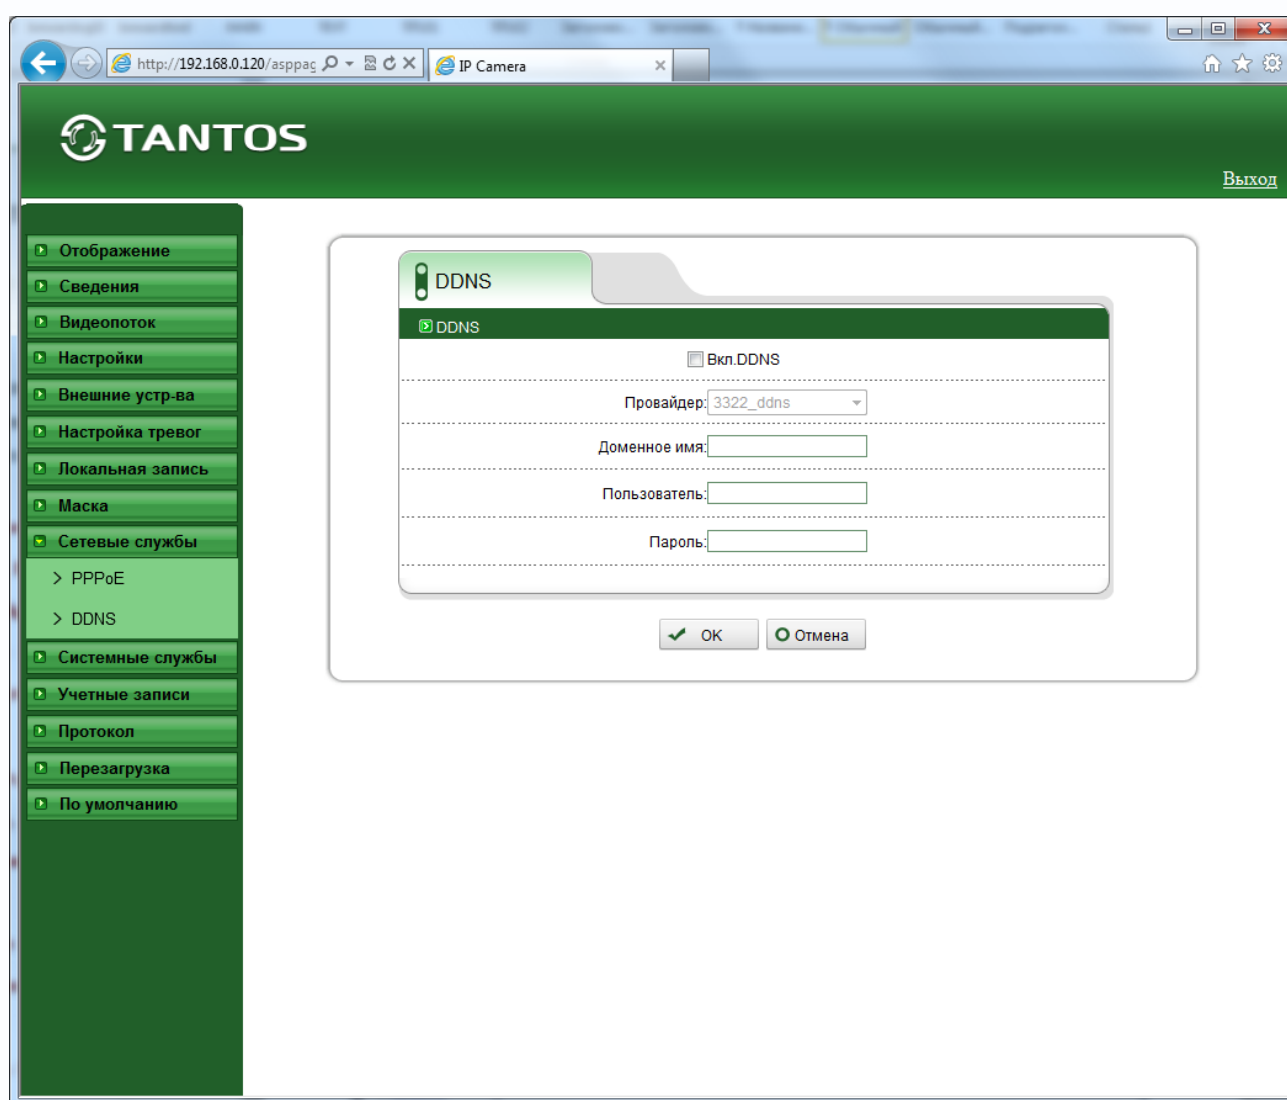 http://192.168.0.120/asppag
IP Camera
TANTOS
Выход
Отображение
Сведения
Видеопоток
Настройки
Внешние устр-ва
Настройка тревог
Локальная запись
Маска
Сетевые службы
PPPoE
DDNS
Системные службы
Учетные записи
Протокол
Перезагрузка
По умолчанию
DDNS
DDNS
Вкл.DDNS
Провайдер: 3322_ddns
Доменное имя:
Пользователь:
Пароль:
OK
Отмена